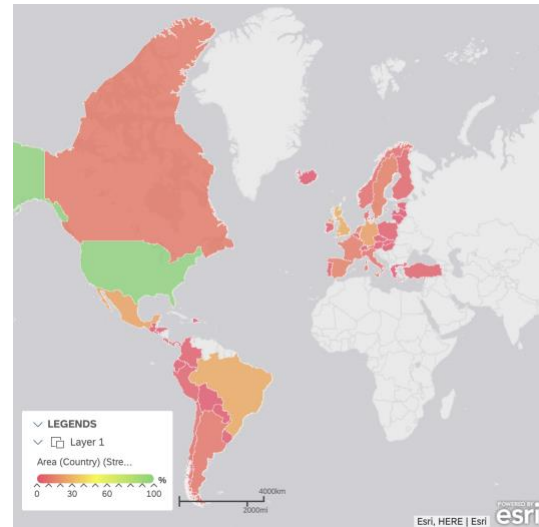 LEGENDS
Layer 1
Area (Country) (Stre...
0 30 60 100 %
4000km
2000mi
POWERED BY
esri
Esri, HERE | Esri